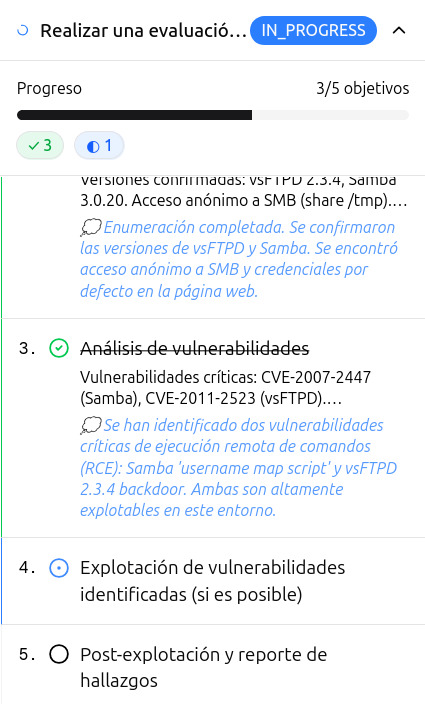 Realizar una evaluació... IN_PROGRESS
Progreso 3/5 objetivos
3 1
Versiones confirmadas: vsFTPD 2.3.4, Samba
3.0.20. Acceso anónimo a SMB (share /tmp)....
💭Enumeración completada. Se confirmaron
las versiones de vsFTPD y Samba. Se encontró
acceso anónimo a SMB y credenciales por
defecto en la página web.
3. Análisis de vulnerabilidades
Vulnerabilidades críticas: CVE-2007-2447
(Samba), CVE-2011-2523 (vsFTPD)....
💭Se han identificado dos vulnerabilidades
críticas de ejecución remota de comandos
(RCE): Samba 'username map script' y vsFTPD
2.3.4 backdoor. Ambas son altamente
explotables en este entorno.
4. Explotación de vulnerabilidades
identificadas (si es posible)
5. Post-explotación y reporte de
hallazgos